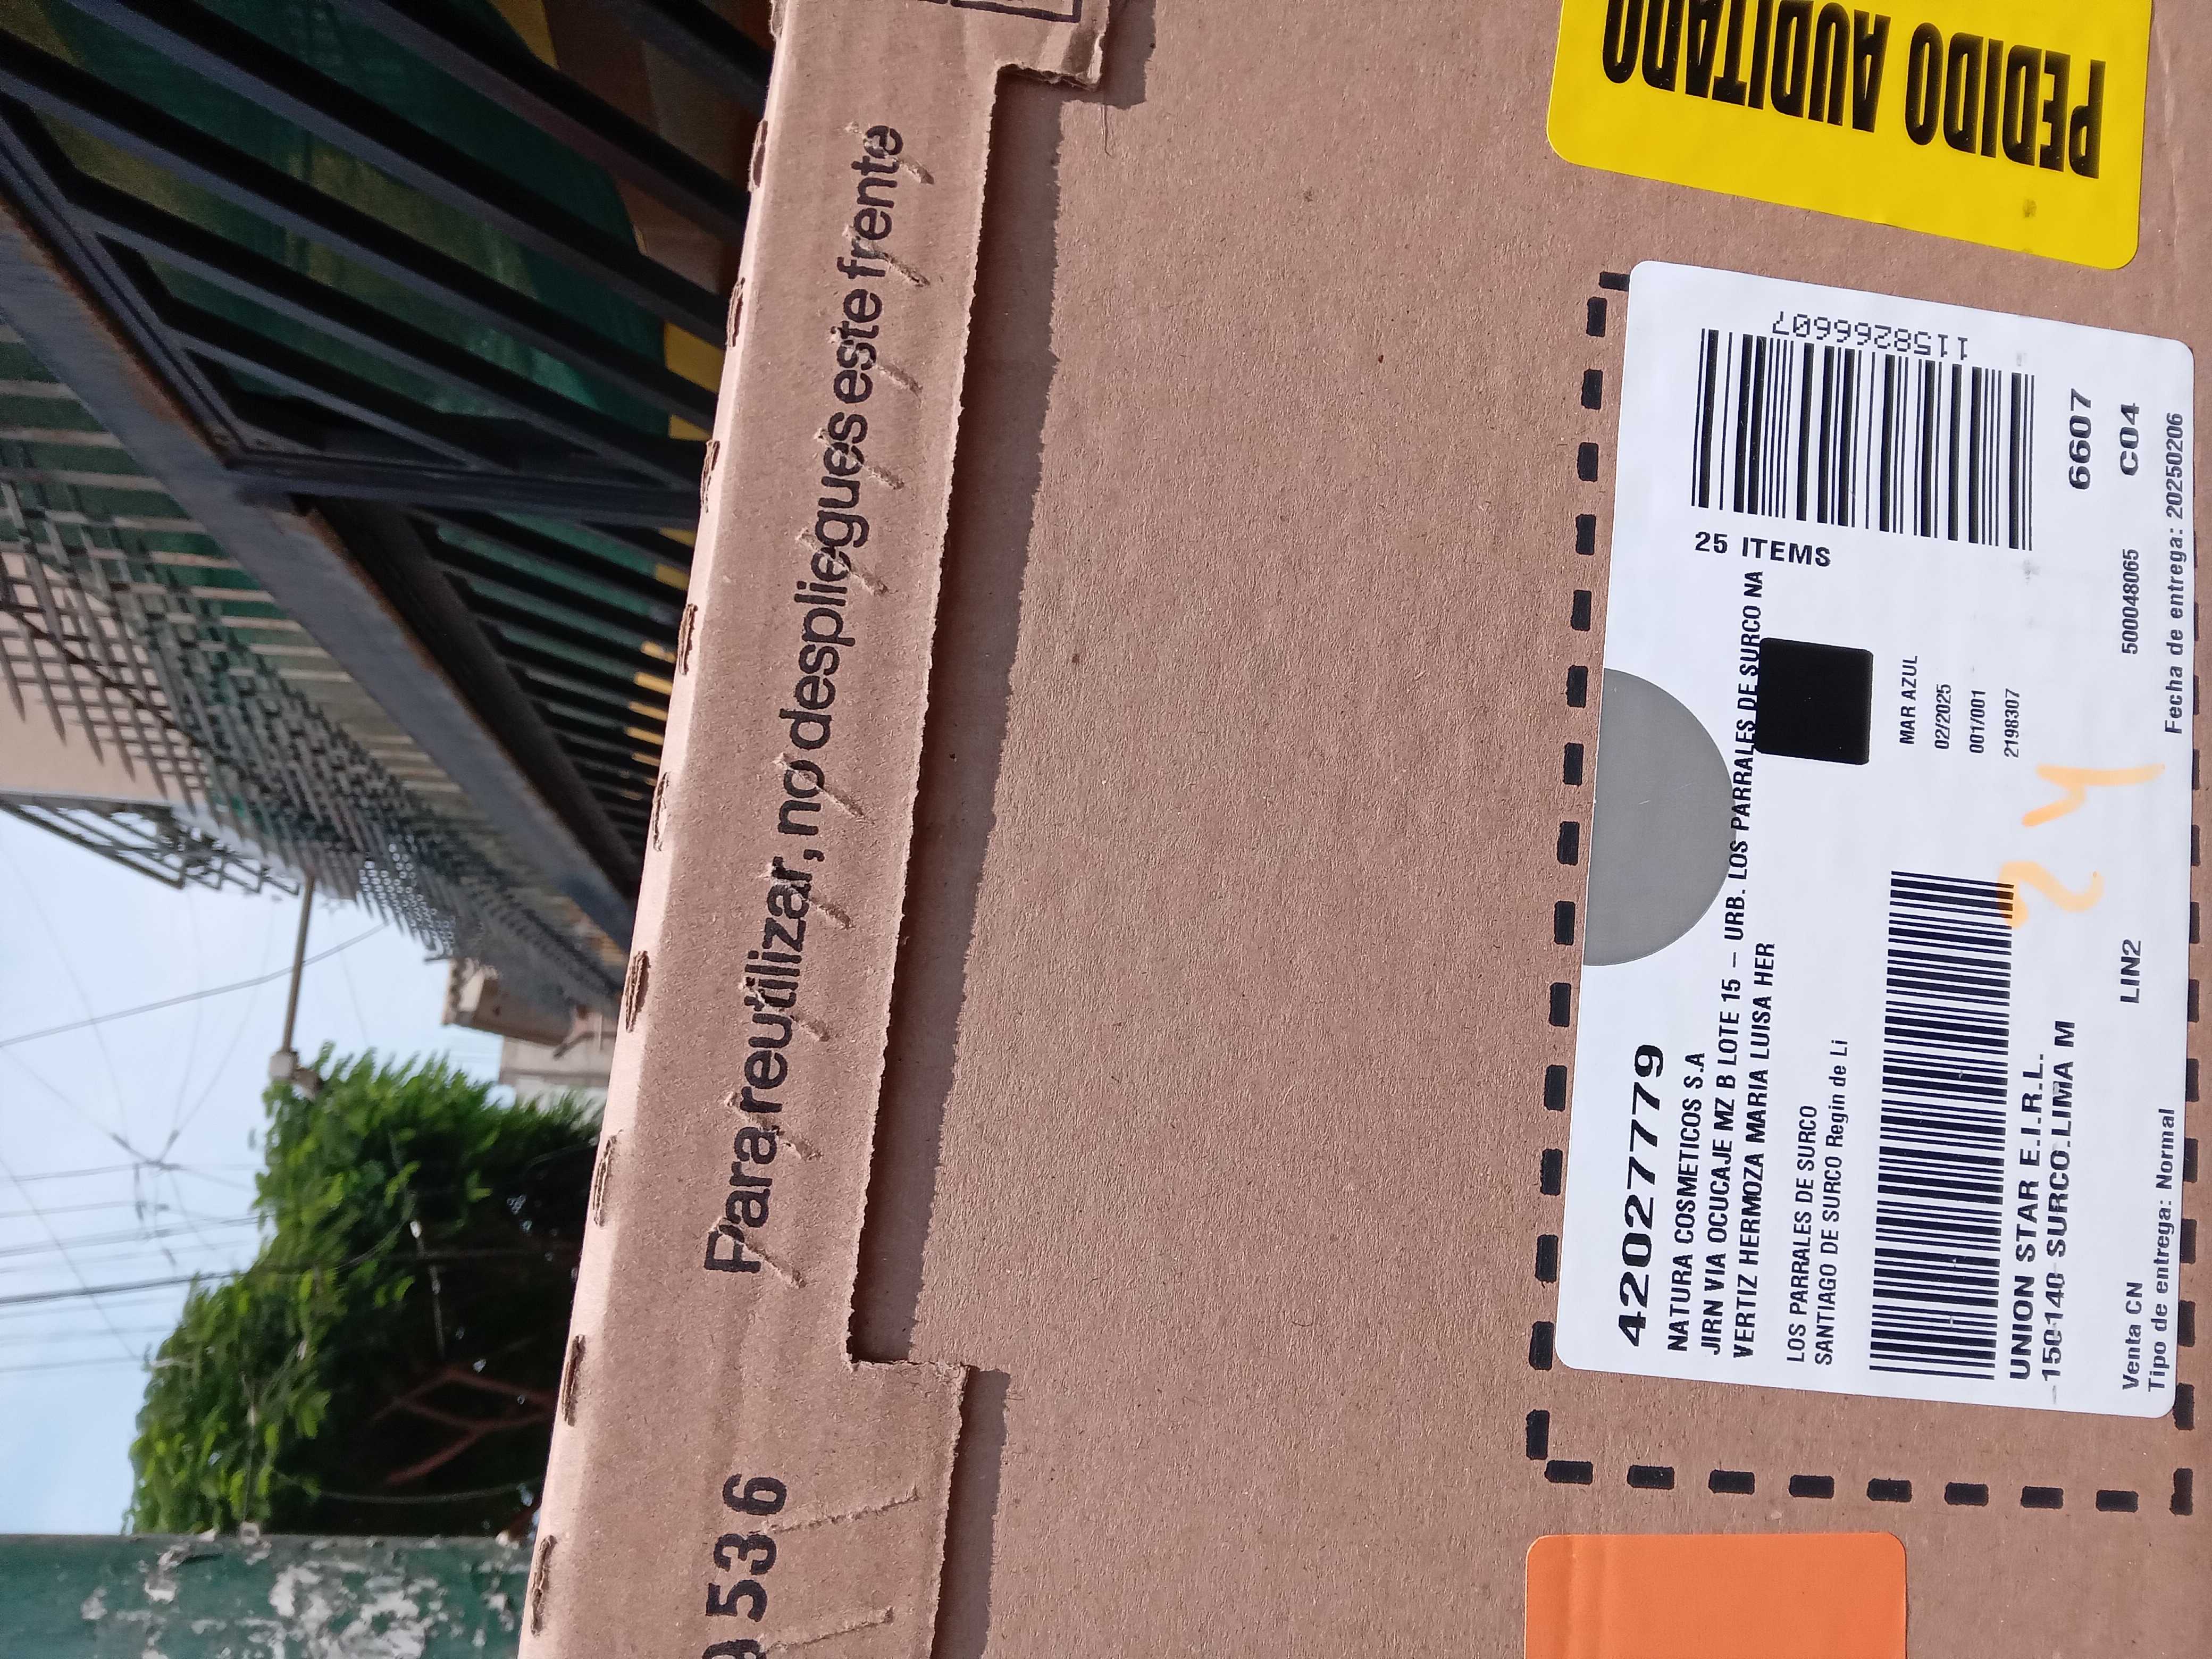 Para reutilizar, no despliegues este frente
536
PEDIDO AUDITADO
42027779
NATURA COSMETICOS S.A
JIRN VIA OCUCAJE MZ B LOTE 15 – URB. LOS PARRALES DE SURCO NA
VERTIZ HERMOZA MARIA LUISA HER
LOS PARRALES DE SURCO
SANTIAGO DE SURCO Regin de Li
25 ITEMS
1158266607
MAR AZUL
02/2025
001/001
2198307
6607
UNION STAR E.I.R.L.
150140 SURCO.LIMA M
24
LIN2
500048065
C04
Venta CN
Tipo de entrega: Normal
Fecha de entrega: 20250206